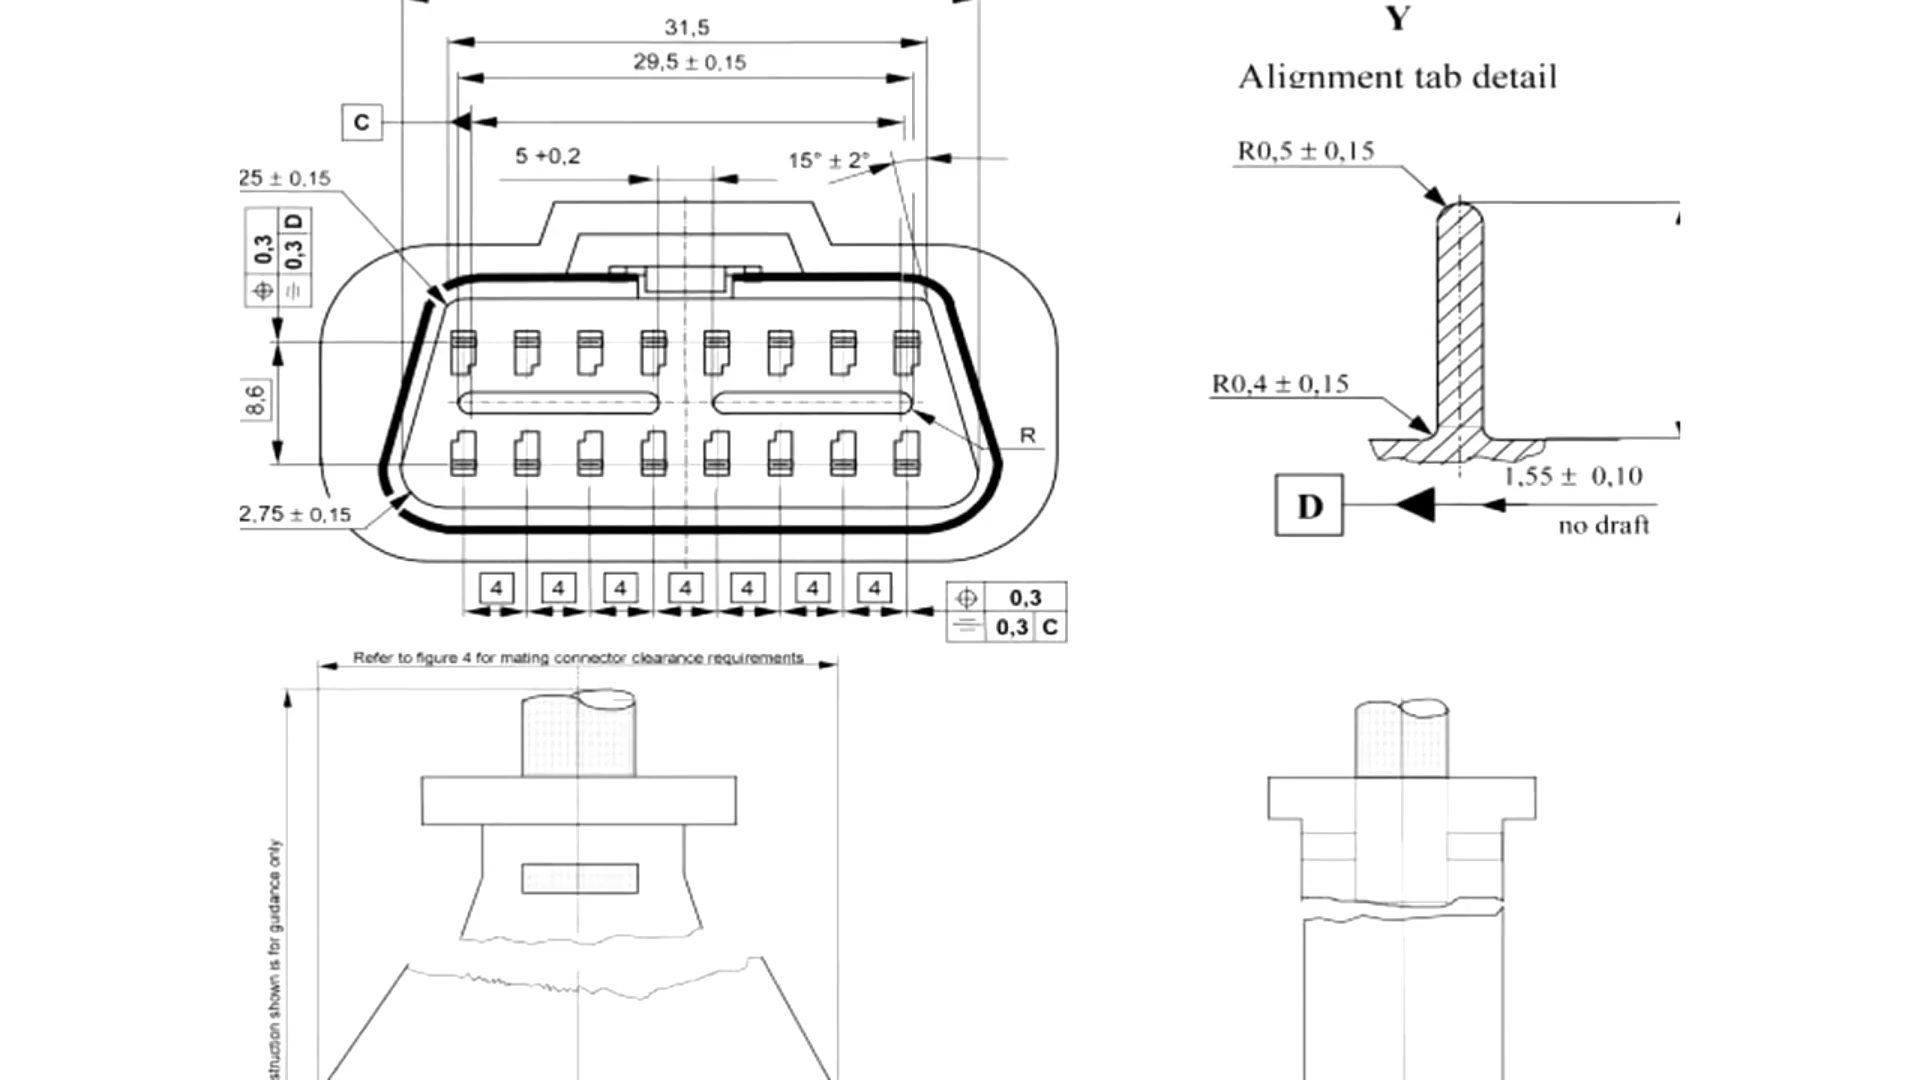 31,5
29,5 ± 0,15
C
5 +0,2
15° ± 2°
25 ± 0,15
0,3
0,3 D
8,6
R
2,75 ± 0,15
4 4 4 4 4 4 4
0,3
0,3 C
Refer to figure 4 for mating connector clearance requirements
struction shown is for guidance only
Y
Alignment tab detail
R0,5 ± 0,15
R0,4 ± 0,15
1,55 ± 0,10
D
no draft